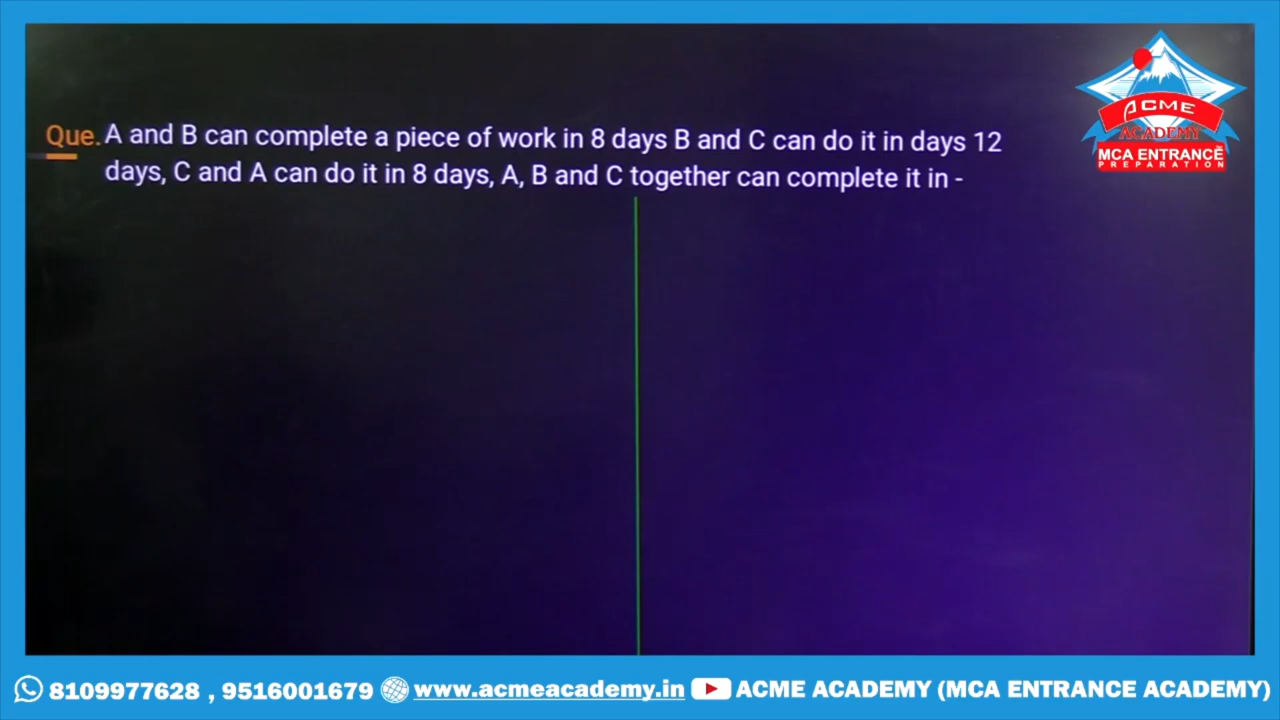 Que. A and B can complete a piece of work in 8 days B and C can do it in days 12
days, C and A can do it in 8 days, A, B and C together can complete it in -
ACME
ACADEMY
MCA ENTRANCE
PREPARATION
8109977628 , 9516001679 www.acmeacademy.in ACME ACADEMY (MCA ENTRANCE ACADEMY)